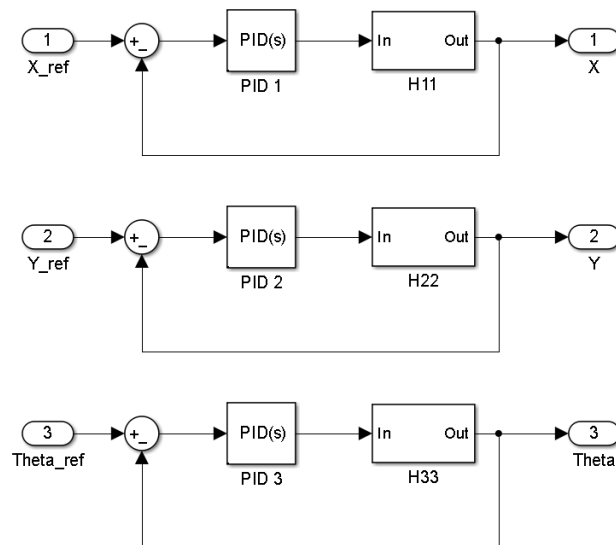 1
X_ref
+
_
PID(s)
PID 1
In
Out
H11
1
X
2
Y_ref
+
_
PID(s)
PID 2
In
Out
H22
2
Y
3
Theta_ref
+
_
PID(s)
PID 3
In
Out
H33
3
Theta